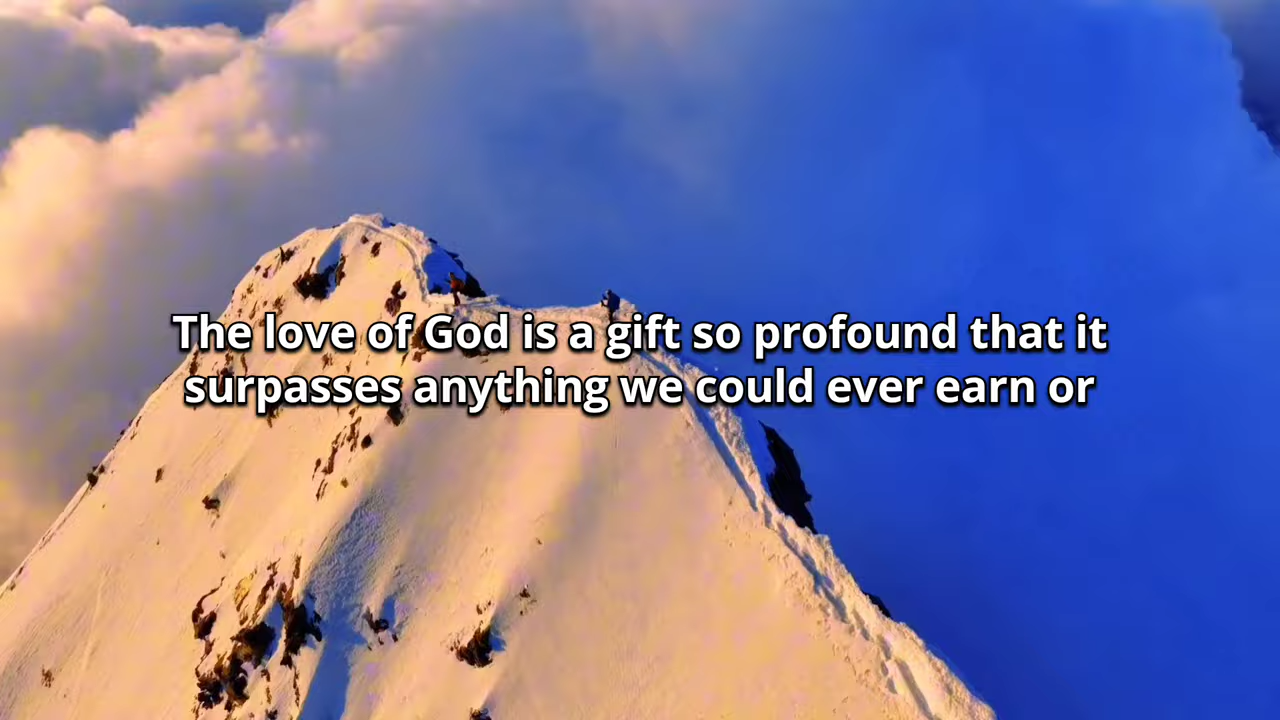 The love of God is a gift so profound that it
surpasses anything we could ever earn or